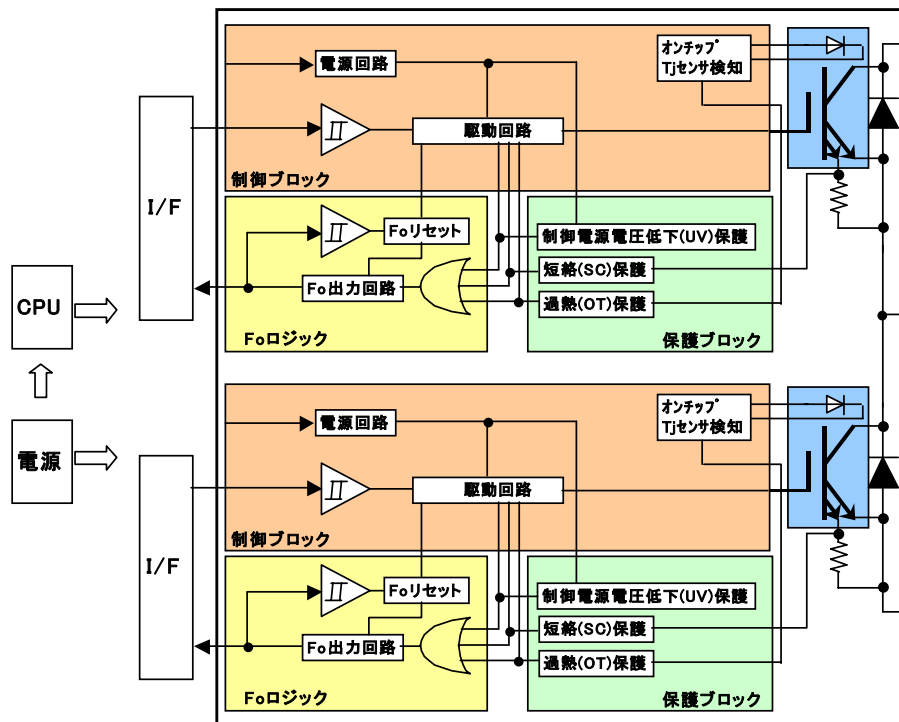 電源回路
オンチップ
Tjセンサ検知
駆動回路
制御ブロック
I/F
Foリセット
制御電源電圧低下(UV)保護
短絡(SC)保護
Fo出力回路
過熱(OT)保護
Foロジック
保護ブロック
CPU
電源
電源回路
オンチップ
Tjセンサ検知
駆動回路
制御ブロック
I/F
Foリセット
制御電源電圧低下(UV)保護
短絡(SC)保護
Fo出力回路
過熱(OT)保護
Foロジック
保護ブロック